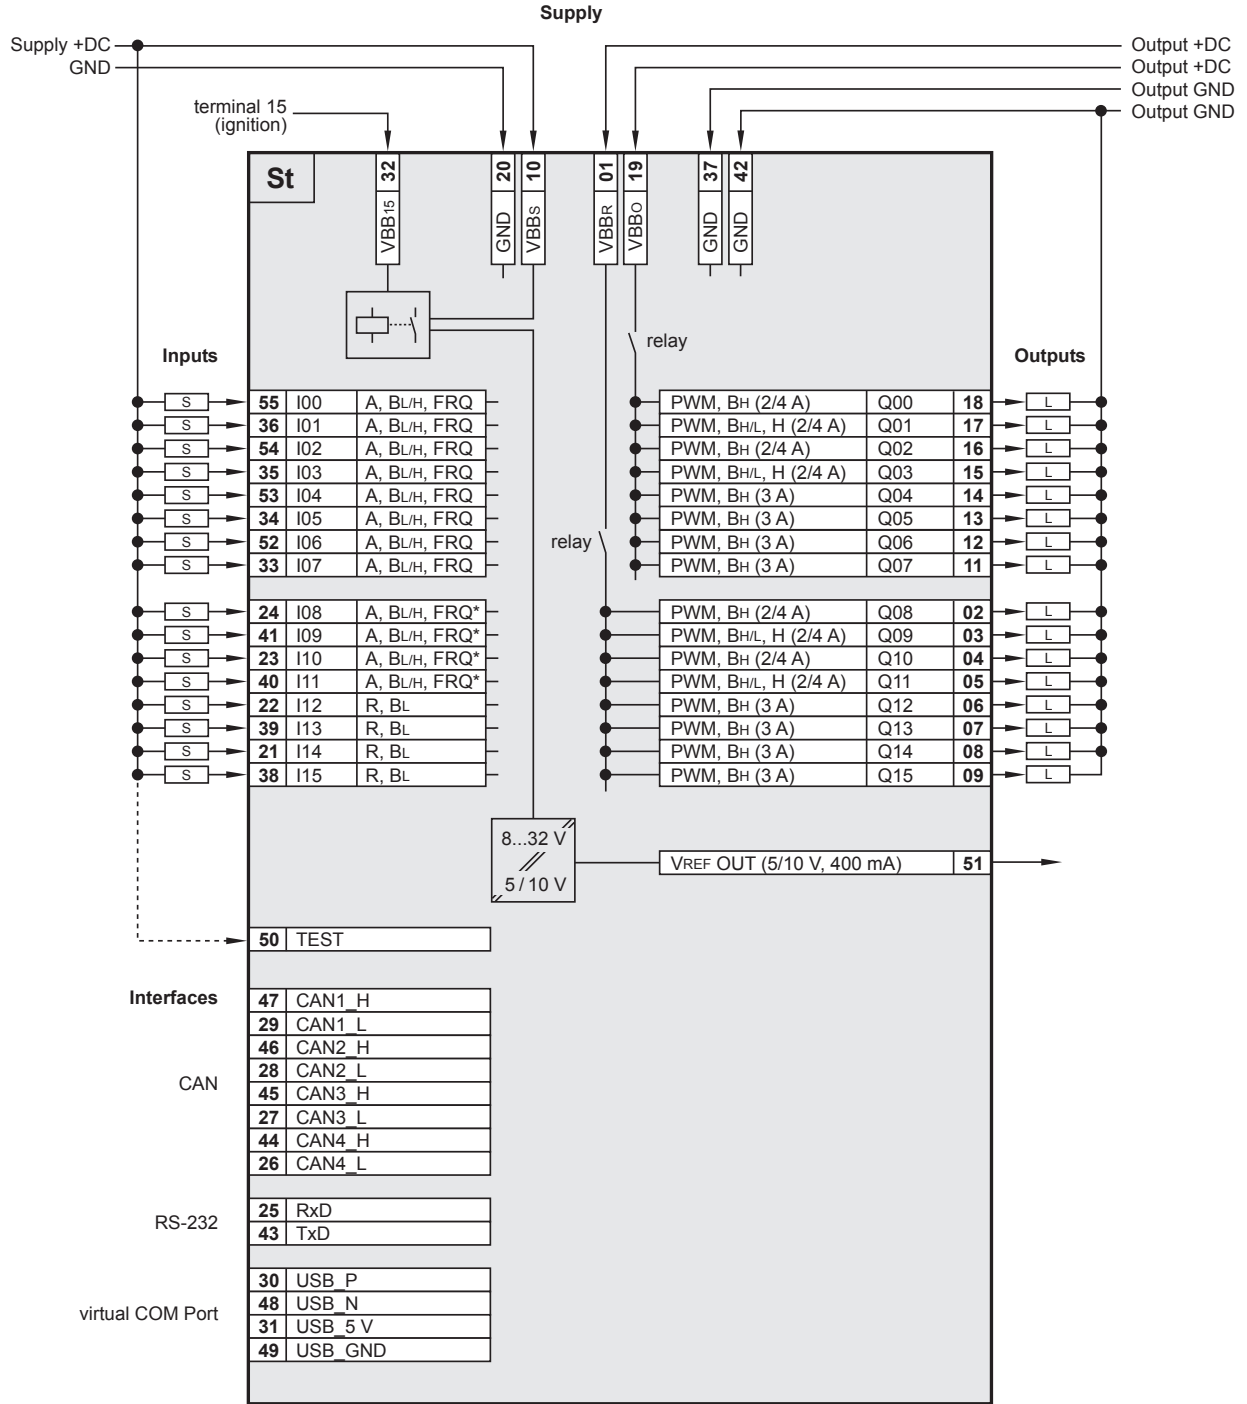 Supply
Supply +DC
GND
Output +DC
Output +DC
Output GND
Output GND
terminal 15
(ignition)
St
32 VBB15
20 GND
10 VBBS
01 VBBR
19 VBBO
37 GND
42 GND
relay
relay
Inputs
Outputs
S 55 I00 A, BL/H, FRQ
S 36 I01 A, BL/H, FRQ
S 54 I02 A, BL/H, FRQ
S 35 I03 A, BL/H, FRQ
S 53 I04 A, BL/H, FRQ
S 34 I05 A, BL/H, FRQ
S 52 I06 A, BL/H, FRQ
S 33 I07 A, BL/H, FRQ
S 24 I08 A, BL/H, FRQ*
S 41 I09 A, BL/H, FRQ*
S 23 I10 A, BL/H, FRQ*
S 40 I11 A, BL/H, FRQ*
S 22 I12 R, BL
S 39 I13 R, BL
S 21 I14 R, BL
S 38 I15 R, BL
PWM, BH (2/4 A) Q00 18 L
PWM, BH/L, H (2/4 A) Q01 17 L
PWM, BH (2/4 A) Q02 16 L
PWM, BH/L, H (2/4 A) Q03 15 L
PWM, BH (3 A) Q04 14 L
PWM, BH (3 A) Q05 13 L
PWM, BH (3 A) Q06 12 L
PWM, BH (3 A) Q07 11 L
PWM, BH (2/4 A) Q08 02 L
PWM, BH/L, H (2/4 A) Q09 03 L
PWM, BH (2/4 A) Q10 04 L
PWM, BH/L, H (2/4 A) Q11 05 L
PWM, BH (3 A) Q12 06 L
PWM, BH (3 A) Q13 07 L
PWM, BH (3 A) Q14 08 L
PWM, BH (3 A) Q15 09 L
8...32 V
//
5 / 10 V
VREF OUT (5/10 V, 400 mA) 51
50 TEST
Interfaces
CAN
47 CAN1_H
29 CAN1_L
46 CAN2_H
28 CAN2_L
45 CAN3_H
27 CAN3_L
44 CAN4_H
26 CAN4_L
RS-232
25 RxD
43 TxD
virtual COM Port
30 USB_P
48 USB_N
31 USB_5 V
49 USB_GND